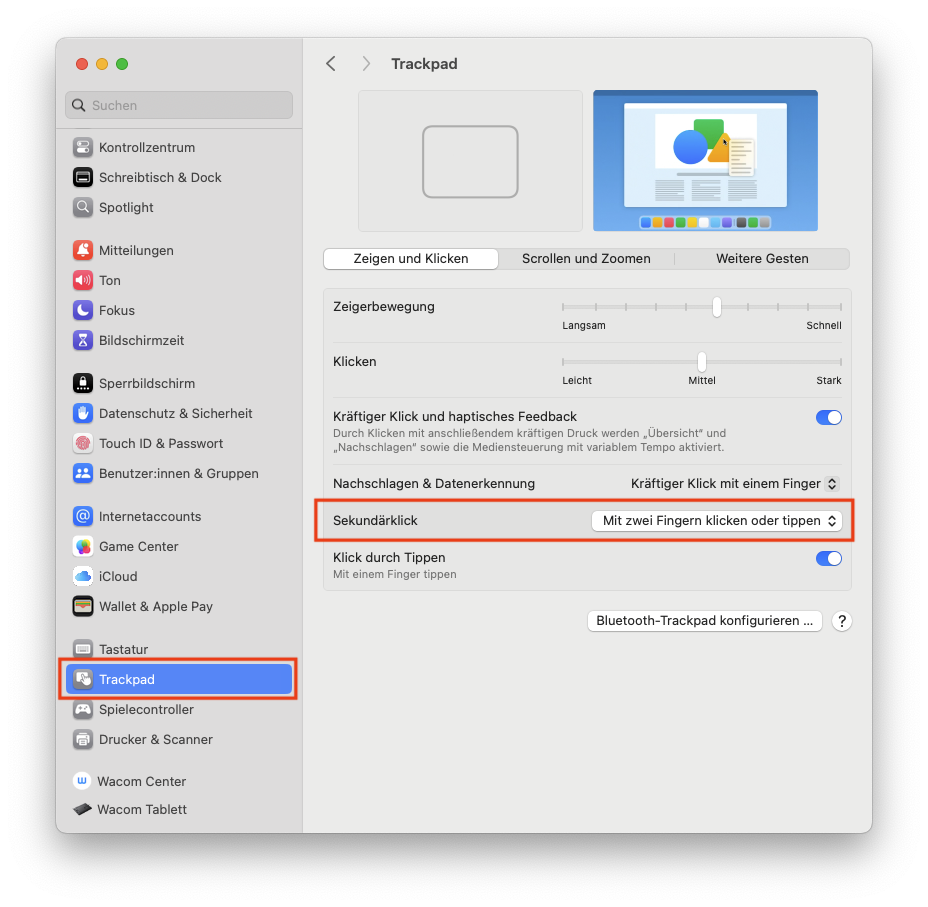 Trackpad
Suchen
Kontrollzentrum
Schreibtisch & Dock
Spotlight
Mitteilungen
Ton
Fokus
Bildschirmzeit
Sperrbildschirm
Datenschutz & Sicherheit
Touch ID & Passwort
Benutzer:innen & Gruppen
Internetaccounts
Game Center
iCloud
Wallet & Apple Pay
Tastatur
Trackpad
Spielecontroller
Drucker & Scanner
Wacom Center
Wacom Tablett
Zeigen und Klicken Scrollen und Zoomen Weitere Gesten
Zeigerbewegung
Langsam Schnell
Klicken
Leicht Mittel Stark
Kräftiger Klick und haptisches Feedback
Durch Klicken mit anschließendem kräftigen Druck werden „Übersicht“ und
„Nachschlagen“ sowie die Mediensteuerung mit variablem Tempo aktiviert.
Nachschlagen & Datenerkennung Kräftiger Klick mit einem Finger
Sekundärklick Mit zwei Fingern klicken oder tippen
Klick durch Tippen
Mit einem Finger tippen
Bluetooth-Trackpad konfigurieren ... ?